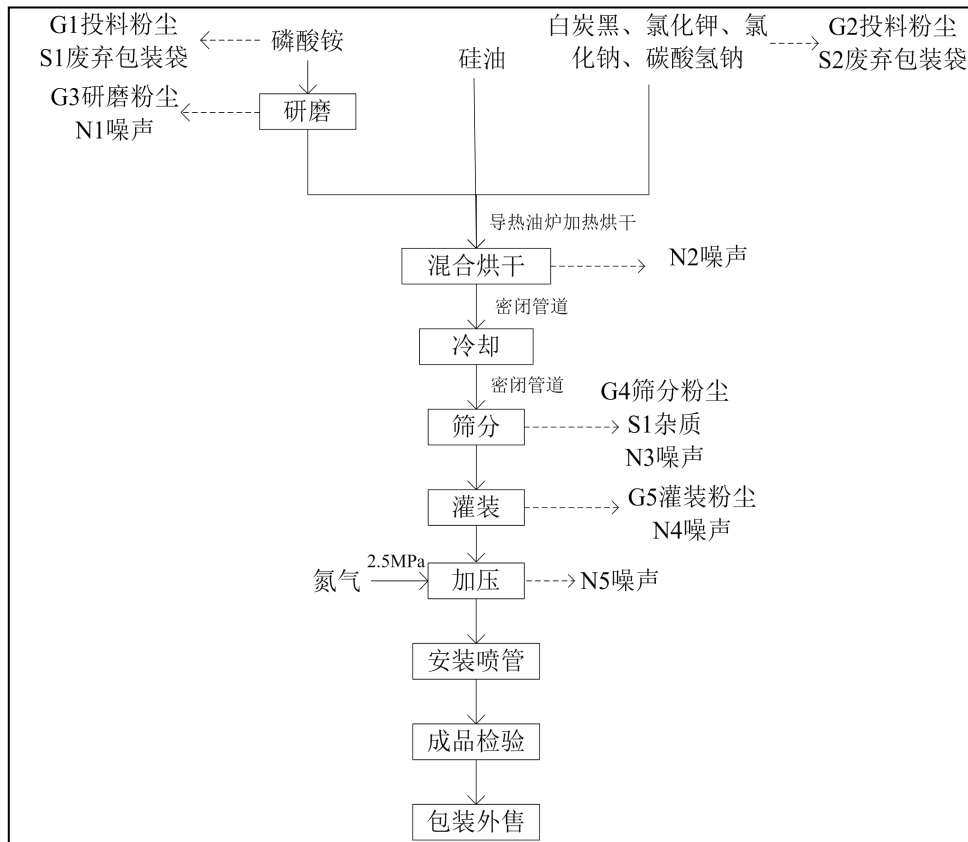 G1投料粉尘
S1废弃包装袋
磷酸铵
硅油
白炭黑、氯化钾、氯
化钠、碳酸氢钠
G2投料粉尘
S2废弃包装袋
G3研磨粉尘
N1噪声
研磨
导热油炉加热烘干
混合烘干
N2噪声
密闭管道
冷却
密闭管道
筛分
G4筛分粉尘
S1杂质
N3噪声
灌装
G5灌装粉尘
N4噪声
氮气
2.5MPa
加压
N5噪声
安装喷管
成品检验
包装外售